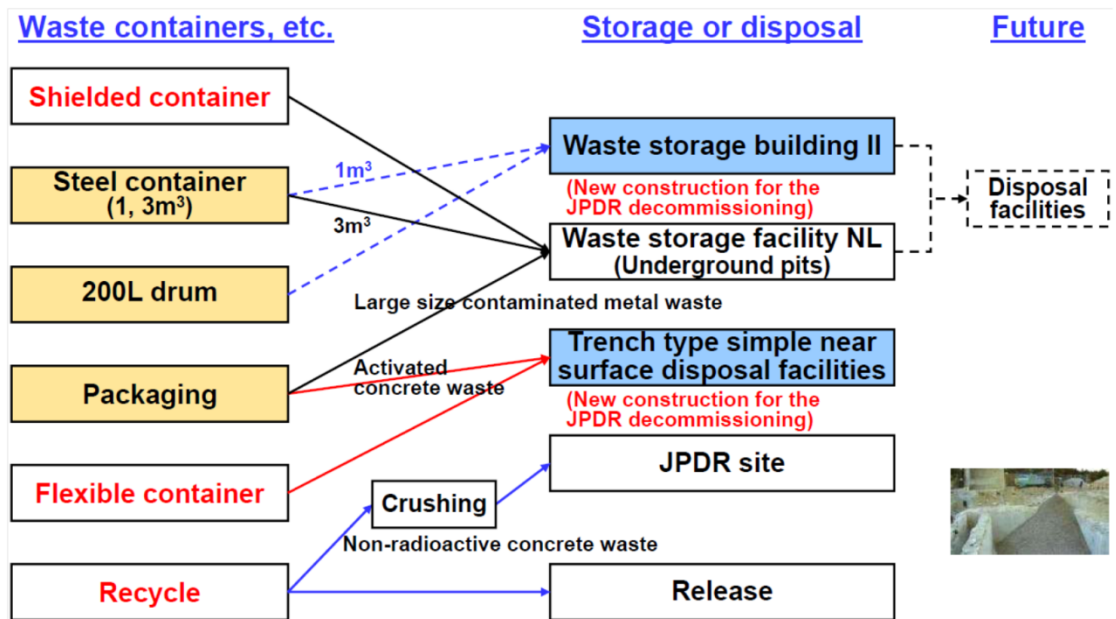 Waste containers, etc.
Storage or disposal
Future
Shielded container
Steel container
(1, 3m³)
200L drum
Packaging
Flexible container
Recycle
1m³
3m³
Large size contaminated metal waste
Activated
concrete waste
Crushing
Non-radioactive concrete waste
Waste storage building II
(New construction for the
JPDR decommissioning)
Waste storage facility NL
(Underground pits)
Trench type simple near
surface disposal facilities
(New construction for the
JPDR decommissioning)
JPDR site
Release
Disposal
facilities